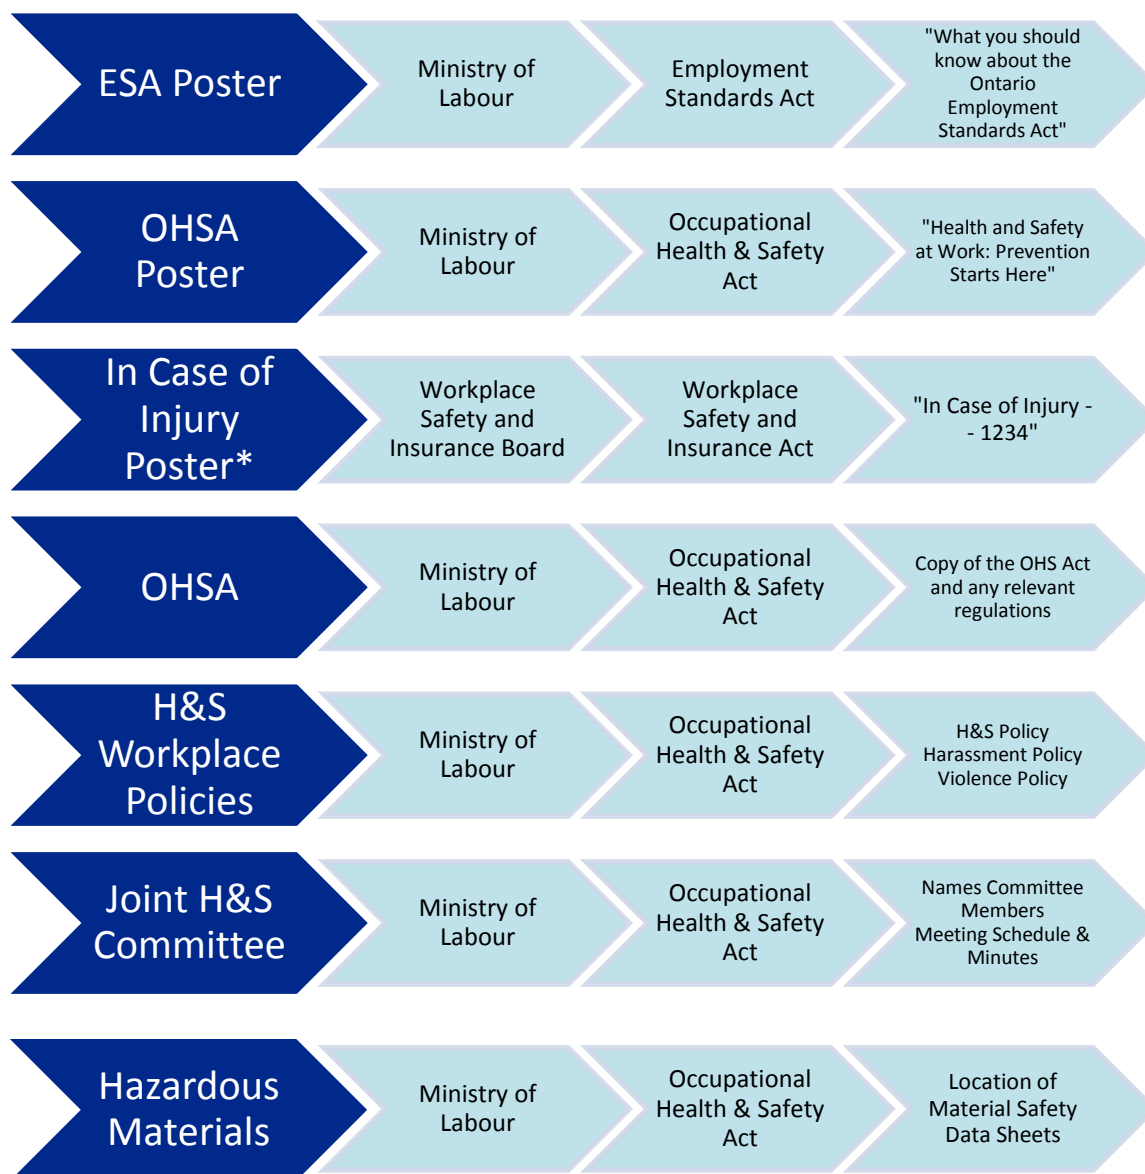 ESA Poster
Ministry of
Labour
Employment
Standards Act
"What you should
know about the
Ontario
Employment
Standards Act"
OHSA
Poster
Ministry of
Labour
Occupational
Health & Safety
Act
"Health and Safety
at Work: Prevention
Starts Here"
In Case of
Injury
Poster*
Workplace
Safety and
Insurance Board
Workplace
Safety and
Insurance Act
"In Case of Injury -
- 1234"
OHSA
Ministry of
Labour
Occupational
Health & Safety
Act
Copy of the OHS Act
and any relevant
regulations
H&S
Workplace
Policies
Ministry of
Labour
Occupational
Health & Safety
Act
H&S Policy
Harassment Policy
Violence Policy
Joint H&S
Committee
Ministry of
Labour
Occupational
Health & Safety
Act
Names Committee
Members
Meeting Schedule &
Minutes
Hazardous
Materials
Ministry of
Labour
Occupational
Health & Safety
Act
Location of
Material Safety
Data Sheets